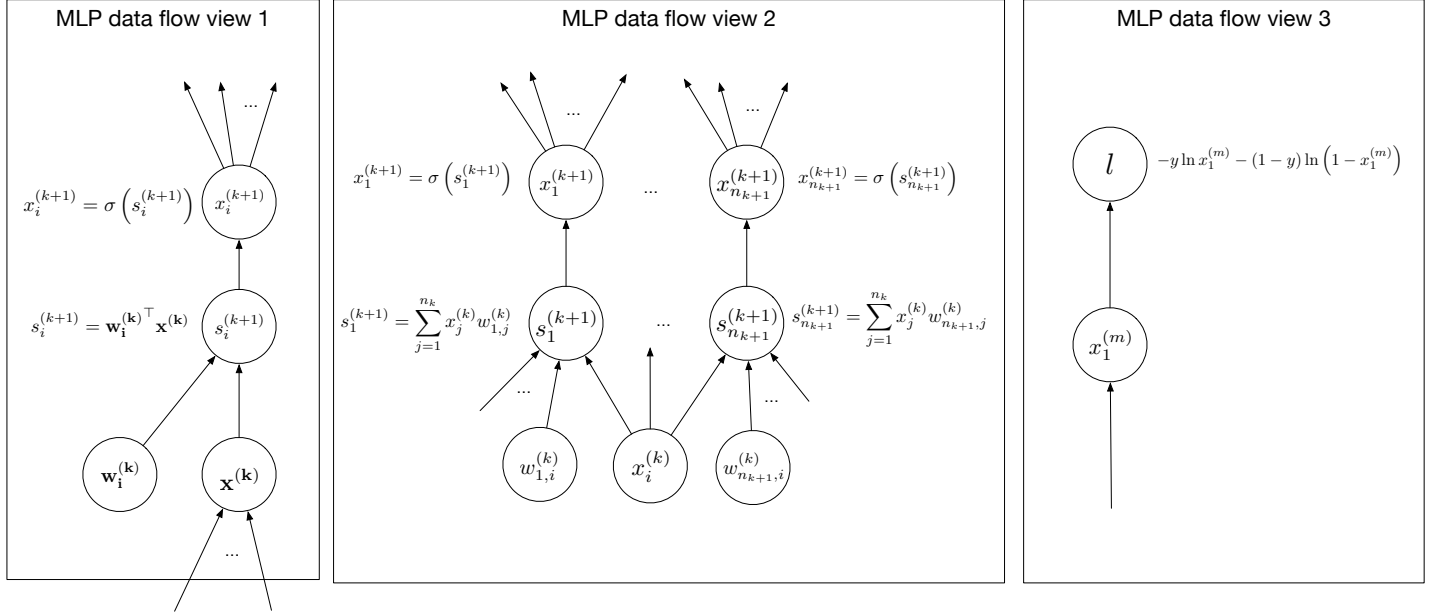 MLP data flow view 1
...
x_i^{(k+1)} = σ(s_i^{(k+1)})
x_i^{(k+1)}
s_i^{(k+1)} = 𝐰_𝐢^{(𝐤)⊤} 𝐱^{(𝐤)}
s_i^{(k+1)}
𝐰_𝐢^{(𝐤)}
𝐱^{(𝐤)}
...
MLP data flow view 2
...
...
x_1^{(k+1)} = σ(s_1^{(k+1)})
x_1^{(k+1)}
...
x_{n_{k+1}}^{(k+1)}
x_{n_{k+1}}^{(k+1)} = σ(s_{n_{k+1}}^{(k+1)})
s_1^{(k+1)} = ∑_{j=1}^{n_k} x_j^{(k)} w_{1,j}^{(k)}
s_1^{(k+1)}
...
s_{n_{k+1}}^{(k+1)}
s_{n_{k+1}}^{(k+1)} = ∑_{j=1}^{n_k} x_j^{(k)} w_{n_{k+1},j}^{(k)}
...
...
w_{1,i}^{(k)}
x_i^{(k)}
w_{n_{k+1},i}^{(k)}
MLP data flow view 3
l
-y ln x_1^{(m)} - (1 - y) ln(1 - x_1^{(m)})
x_1^{(m)}